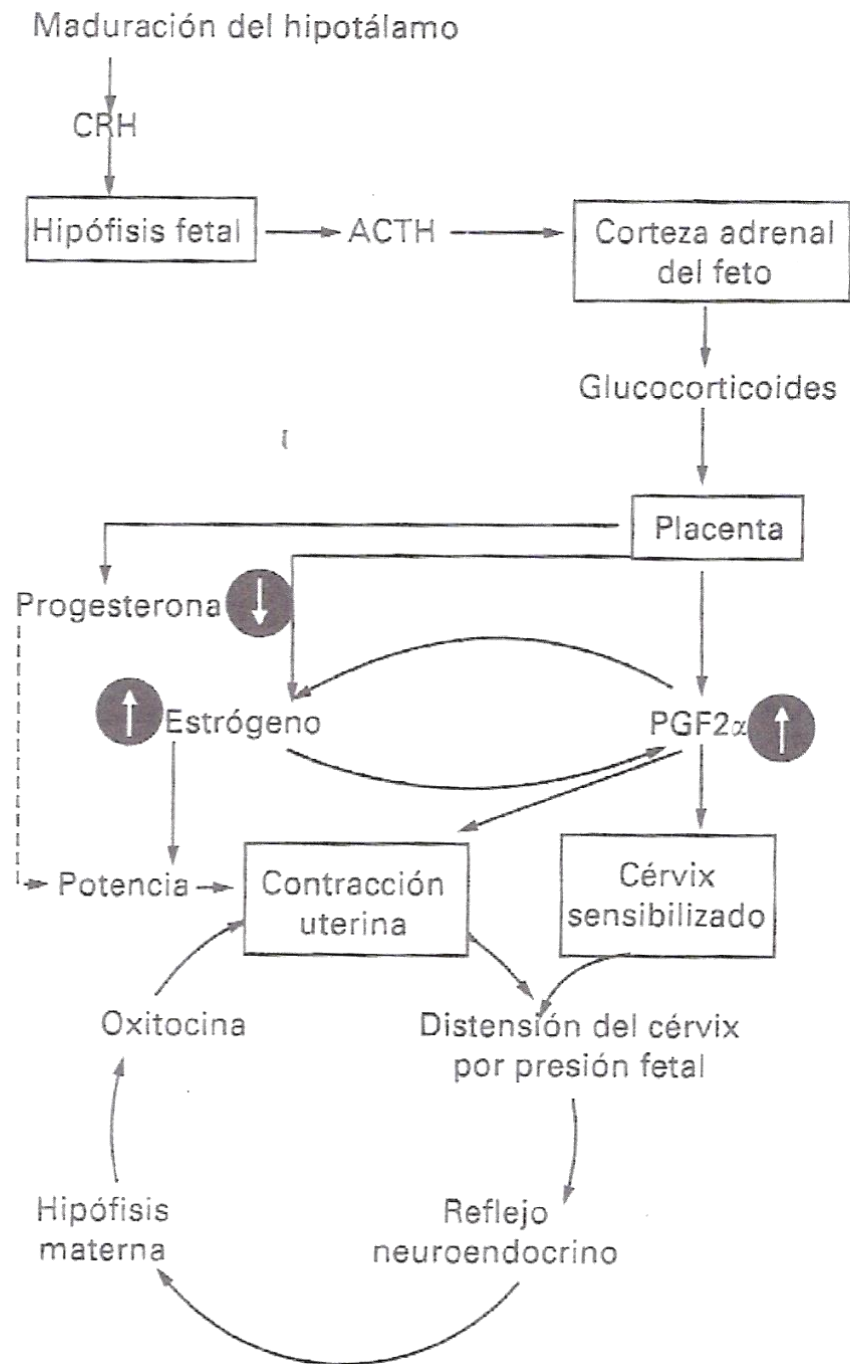 Maduración del hipotálamo
CRH
Hipófisis fetal
ACTH
Corteza adrenal
del feto
Glucocorticoides
Placenta
Progesterona
Estrógeno
PGF2α
Potencia
Contracción
uterina
Cérvix
sensibilizado
Oxitocina
Distensión del cérvix
por presión fetal
Hipófisis
materna
Reflejo
neuroendocrino